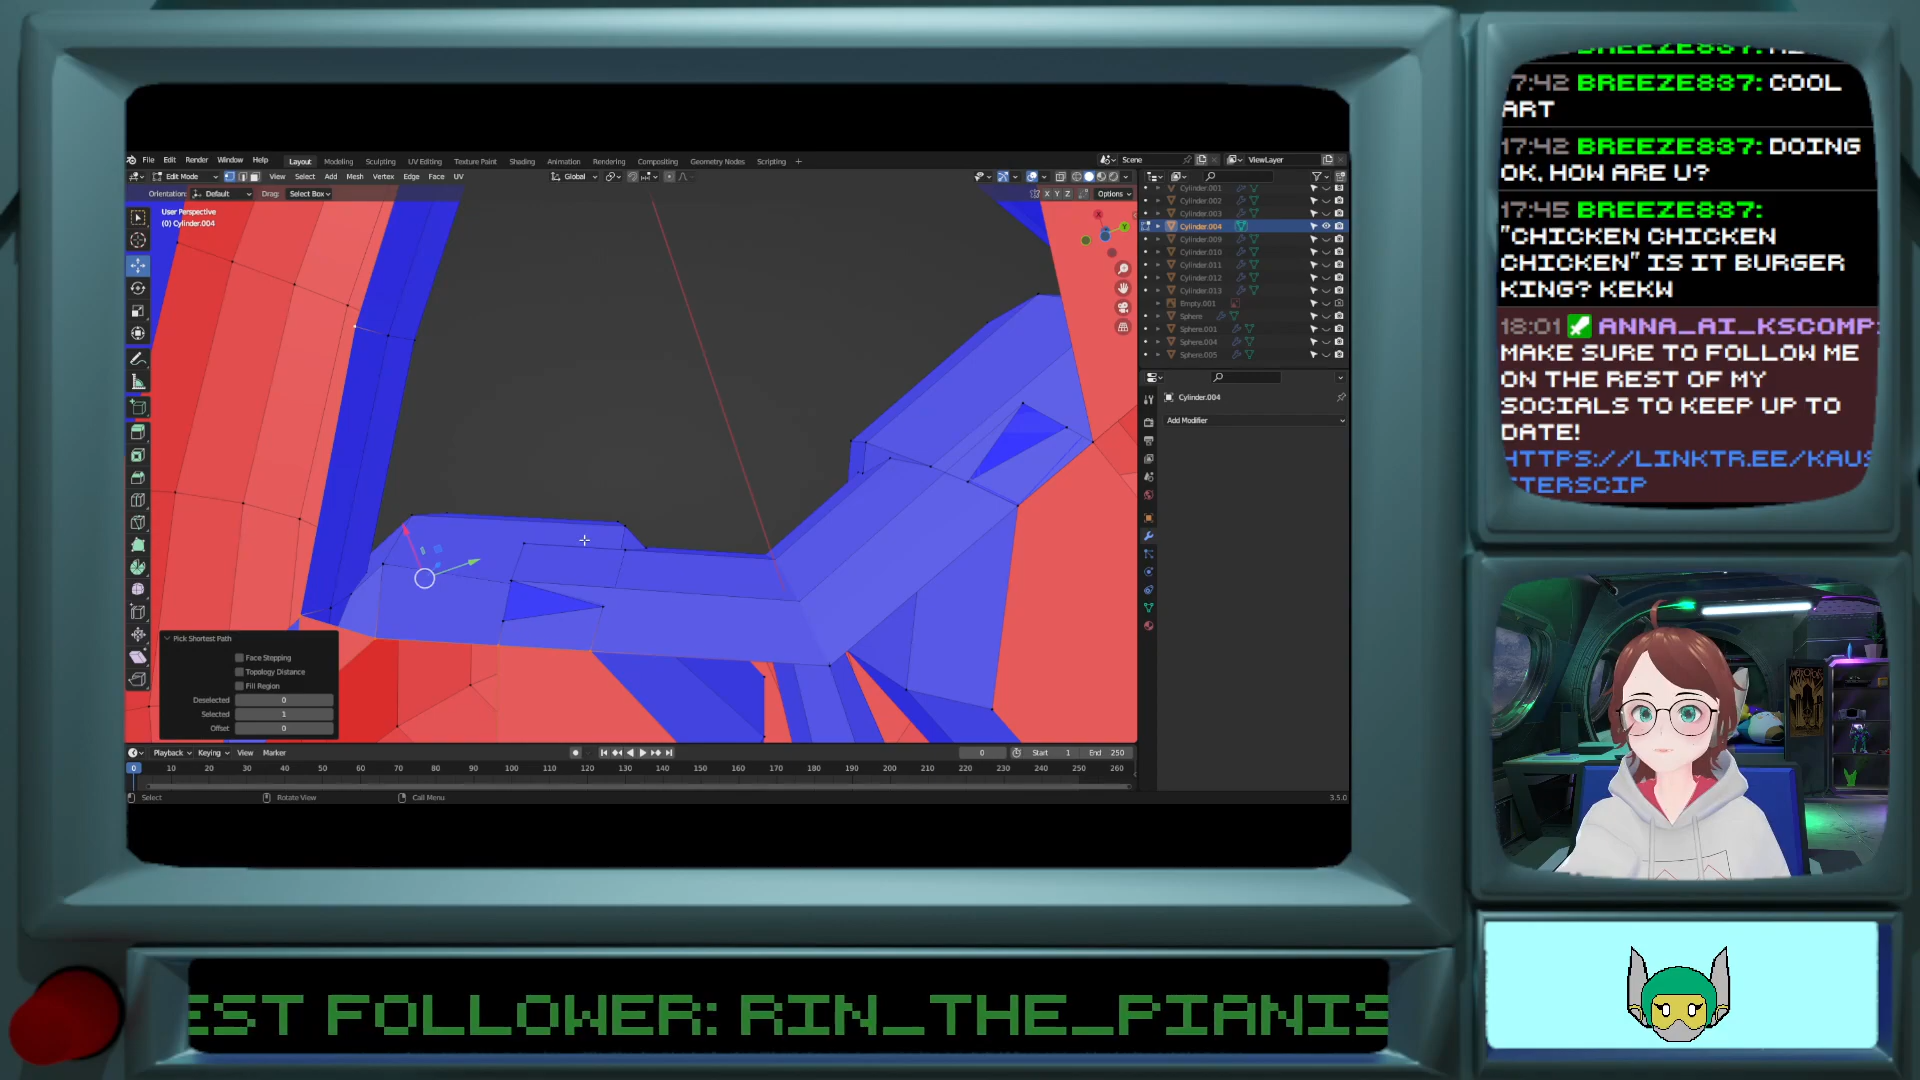 File Edit Render Window Help
Layout Modeling Sculpting UV Editing Texture Paint Shading Animation Rendering Compositing Geometry Nodes Scripting +
Scene
ViewLayer
Edit Mode View Select Add Mesh Vertex Edge Face UV
Global
Orientation: Default Drag: Select Box
X Y Z Options
User Perspective
(0) Cylinder.004
Cylinder.001
Cylinder.002
Cylinder.003
Cylinder.004
Cylinder.009
Cylinder.010
Cylinder.011
Cylinder.012
Cylinder.013
Empty.001
Sphere
Sphere.001
Sphere.004
Sphere.005
Cylinder.004
Add Modifier
Pick Shortest Path
Face Stepping
Topology Distance
Fill Region
Deselected 0
Selected 1
Offset 0
Playback Keying View Marker
0 Start 1 End 250
0 10 20 30 40 50 60 70 80 90 100 110 120 130 140 150 160 170 180 190 200 210 220 230 240 250 260
Select Rotate View Call Menu
3.5.0
BREEZE837:
17:42 BREEZE837: COOL
ART
17:42 BREEZE837: DOING
OK, HOW ARE U?
17:45 BREEZE837:
"CHICKEN CHICKEN
CHICKEN" IS IT BURGER
KING? KEKW
18:01 ANNA_AI_KSCOMP:
MAKE SURE TO FOLLOW ME
ON THE REST OF MY
SOCIALS TO KEEP UP TO
DATE!
HTTPS://LINKTR.EE/KAUS
TERSCIP
EST FOLLOWER: RIN_THE_PIANIS